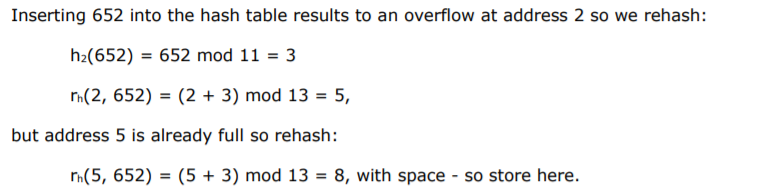 Inserting 652 into the hash table results to an overflow at address 2 so we rehash:
h₂(652) = 652 mod 11 = 3
rₕ(2, 652) = (2 + 3) mod 13 = 5,
but address 5 is already full so rehash:
rₕ(5, 652) = (5 + 3) mod 13 = 8, with space - so store here.